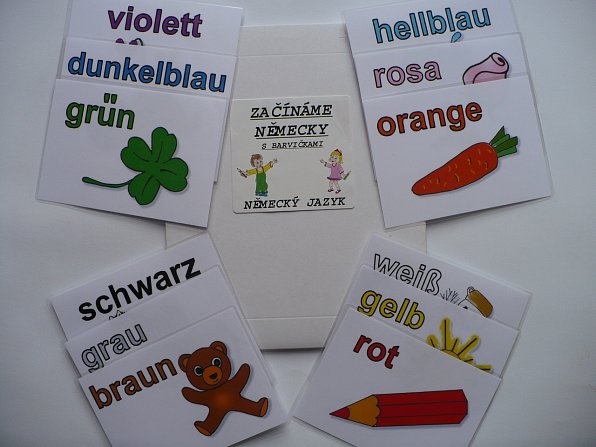 violett
dunkelblau
grün
hellblau
rosa
orange
ZAČÍNÁME
NĚMECKY
S BARVIČKAMI
NĚMECKÝ JAZYK
schwarz
grau
braun
weiß
gelb
rot